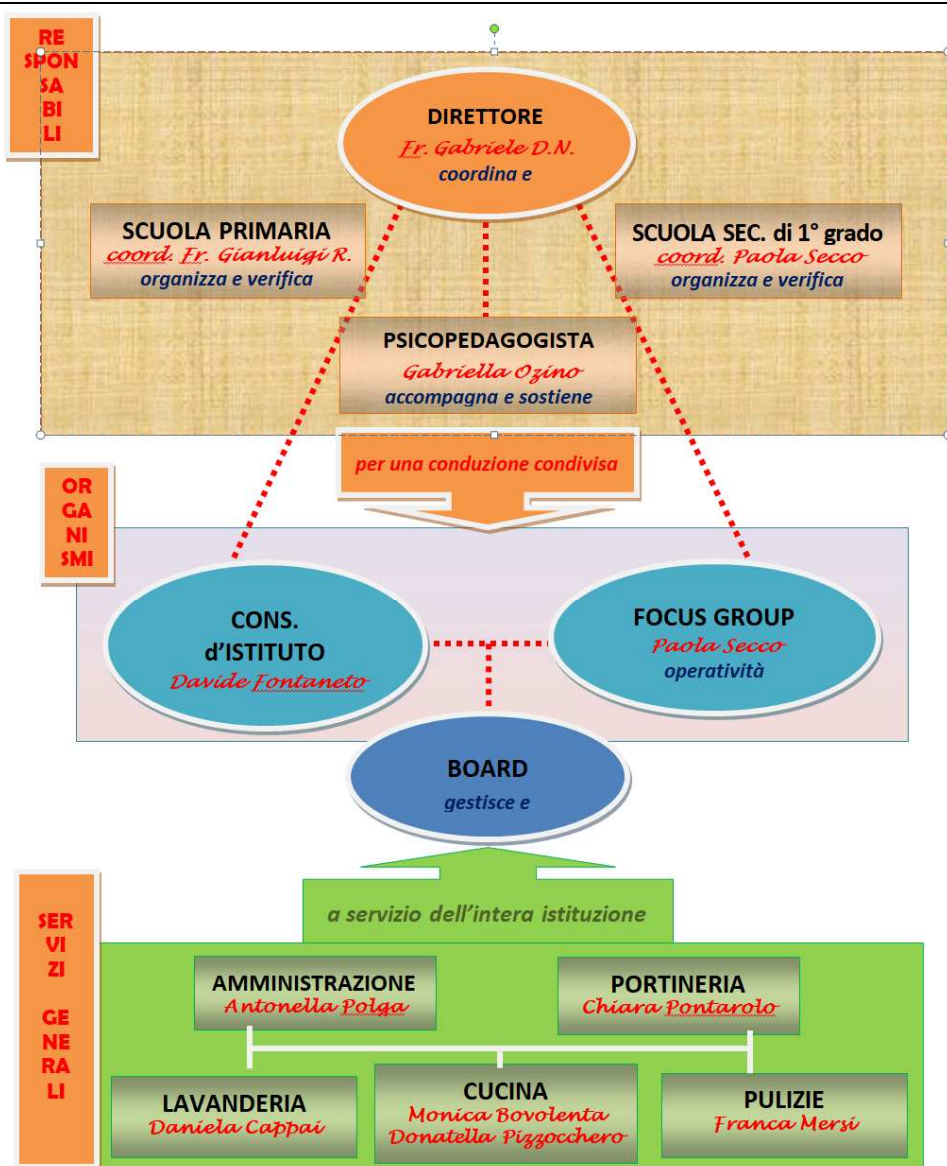 RE
SPON
SA
BI
LI
DIRETTORE
Fr. Gabriele D.N.
coordina e
SCUOLA PRIMARIA
coord. Fr. Gianluigi R.
organizza e verifica
SCUOLA SEC. di 1° grado
coord. Paola Secco
organizza e verifica
PSICOPEDAGOGISTA
Gabriella Ozino
accompagna e sostiene
per una conduzione condivisa
OR
GA
NI
SMI
CONS.
d'ISTITUTO
Davide Fontaneto
FOCUS GROUP
Paola Secco
operatività
BOARD
gestisce e
a servizio dell'intera istituzione
SER
VI
ZI
GE
NE
RA
LI
AMMINISTRAZIONE
Antonella Polga
PORTINERIA
Chiara Pontarolo
LAVANDERIA
Daniela Cappai
CUCINA
Monica Bovolenta
Donatella Pizzocchero
PULIZIE
Franca Mersi